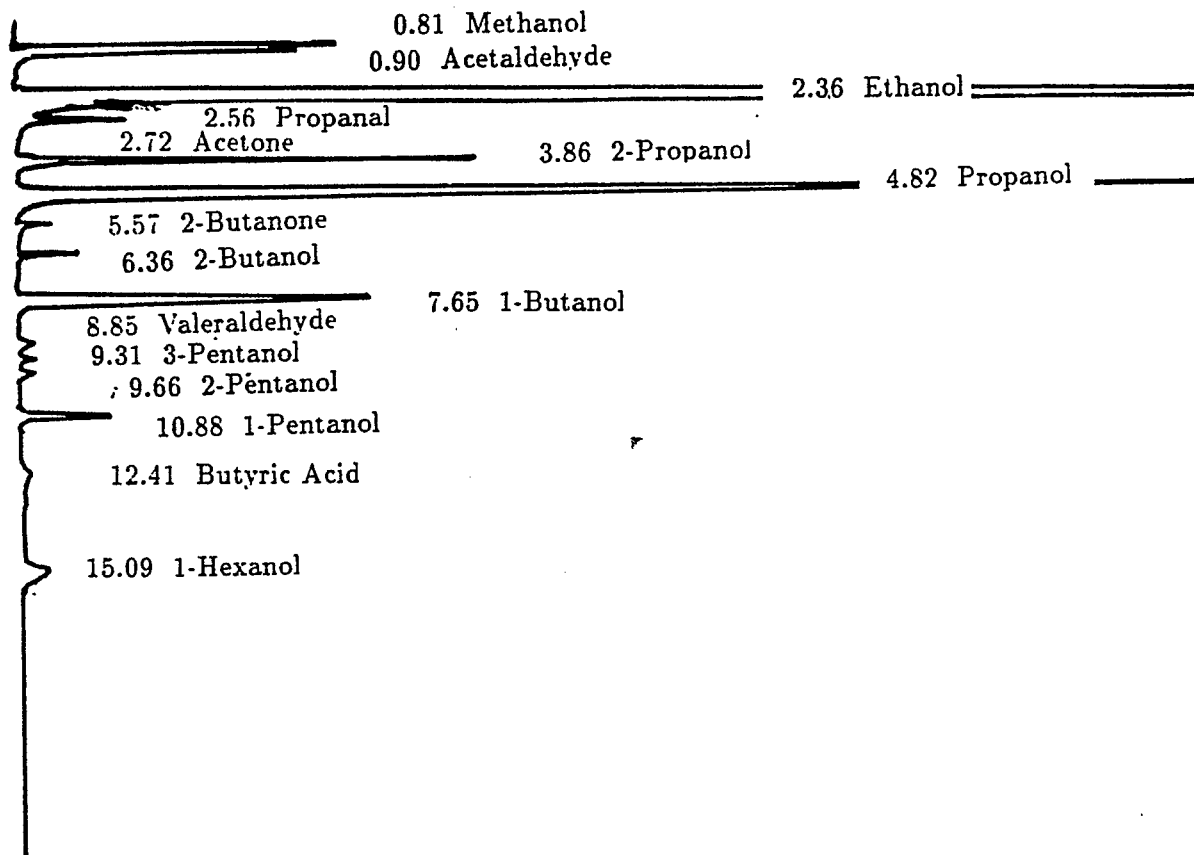 0.81 Methanol
0.90 Acetaldehyde
2.36 Ethanol
2.56 Propanal
2.72 Acetone
3.86 2-Propanol
4.82 Propanol
5.57 2-Butanone
6.36 2-Butanol
7.65 1-Butanol
8.85 Valeraldehyde
9.31 3-Pentanol
9.66 2-Pentanol
10.88 1-Pentanol
12.41 Butyric Acid
15.09 1-Hexanol